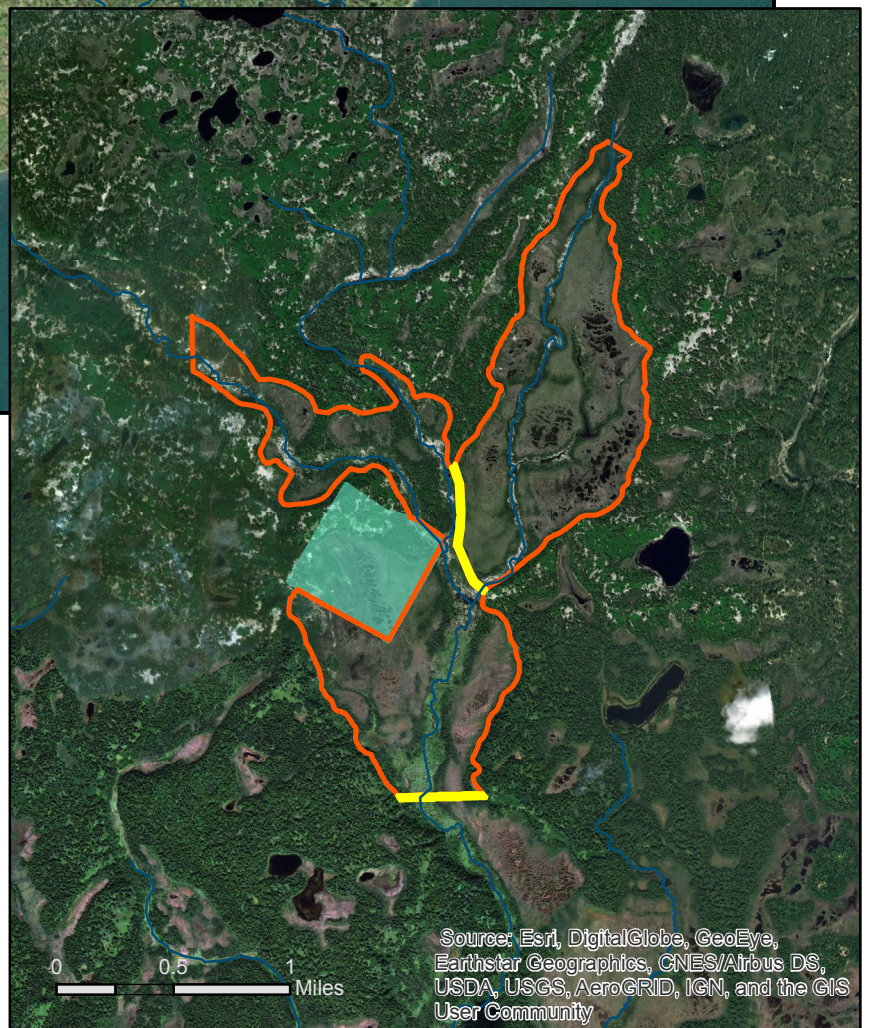 0 0.5 1
Miles
Source: Esri, DigitalGlobe, GeoEye,
Earthstar Geographics, CNES/Airbus DS,
USDA, USGS, AeroGRID, IGN, and the GIS
User Community